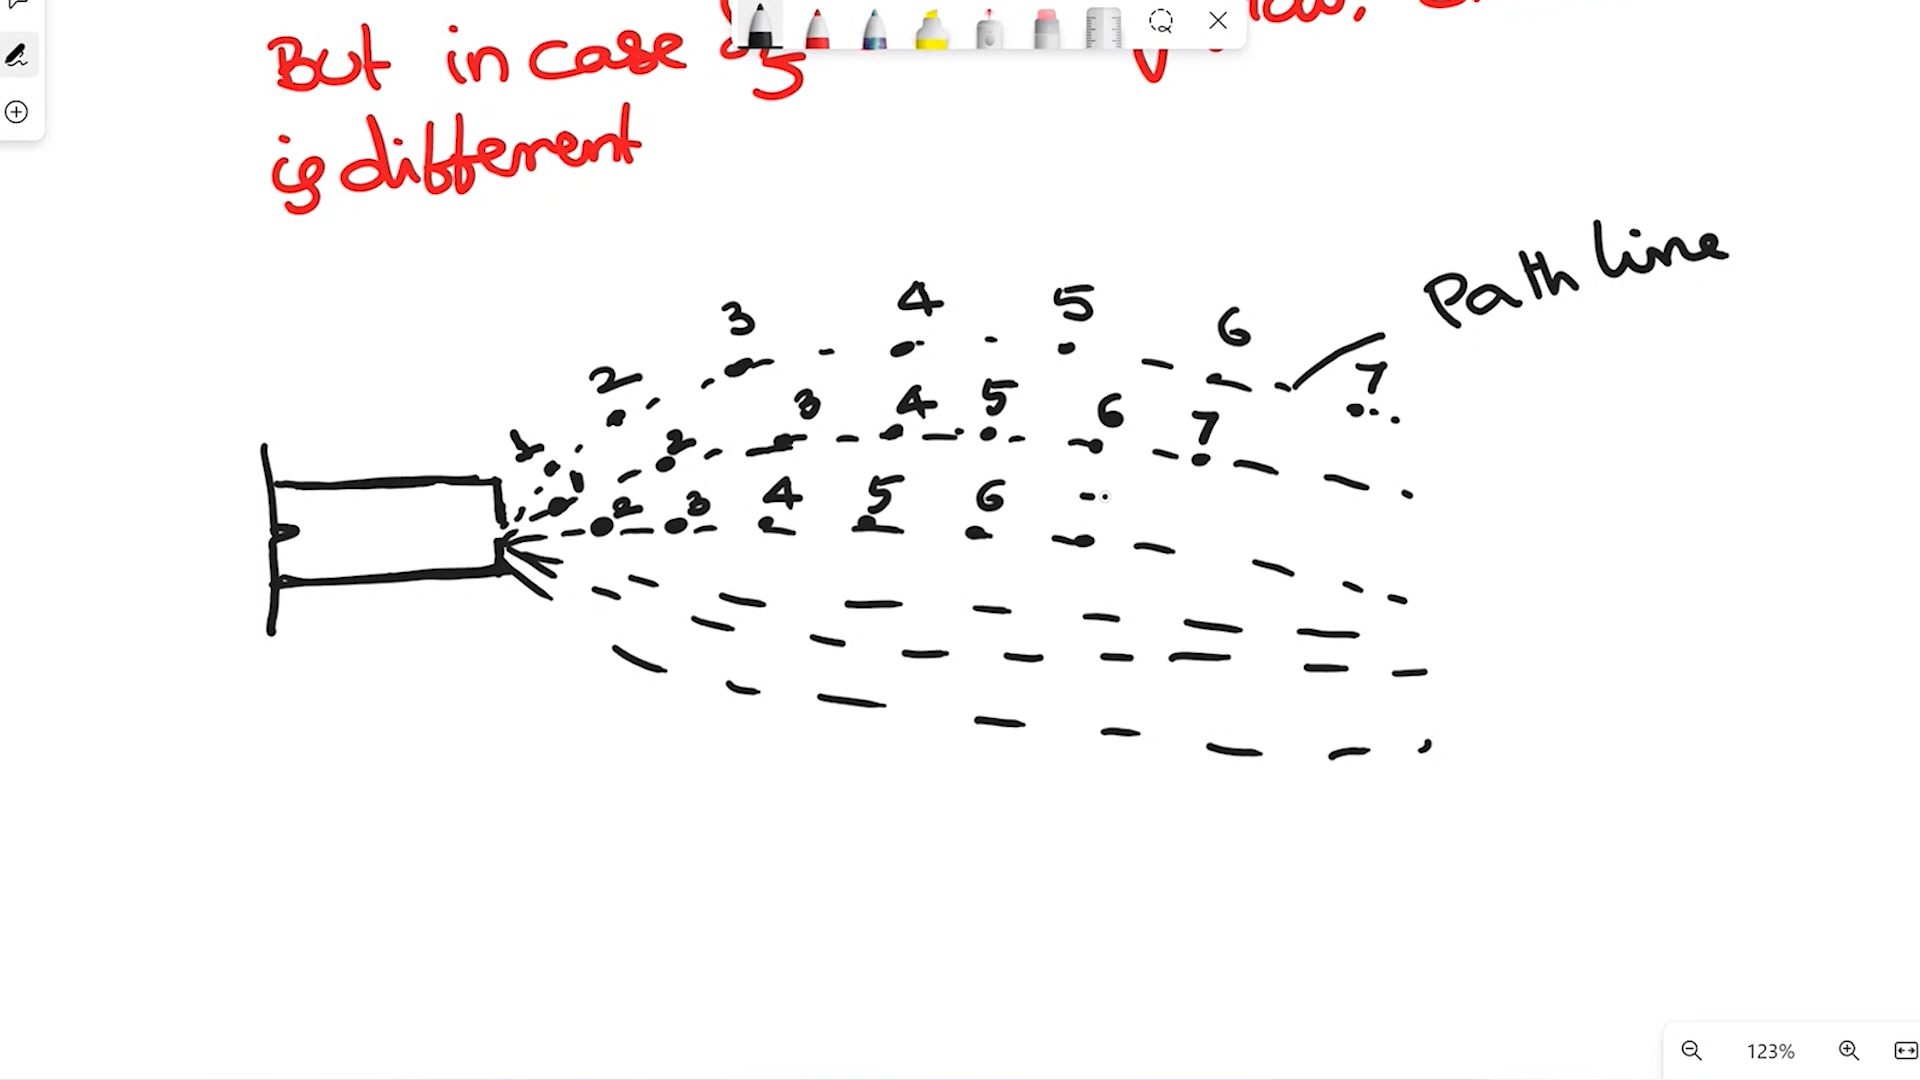 But in case of
is different
Path line
3 4 5 6 7
2 3 4 5 6 7
1 2
1 2 3 4 5 6
123%